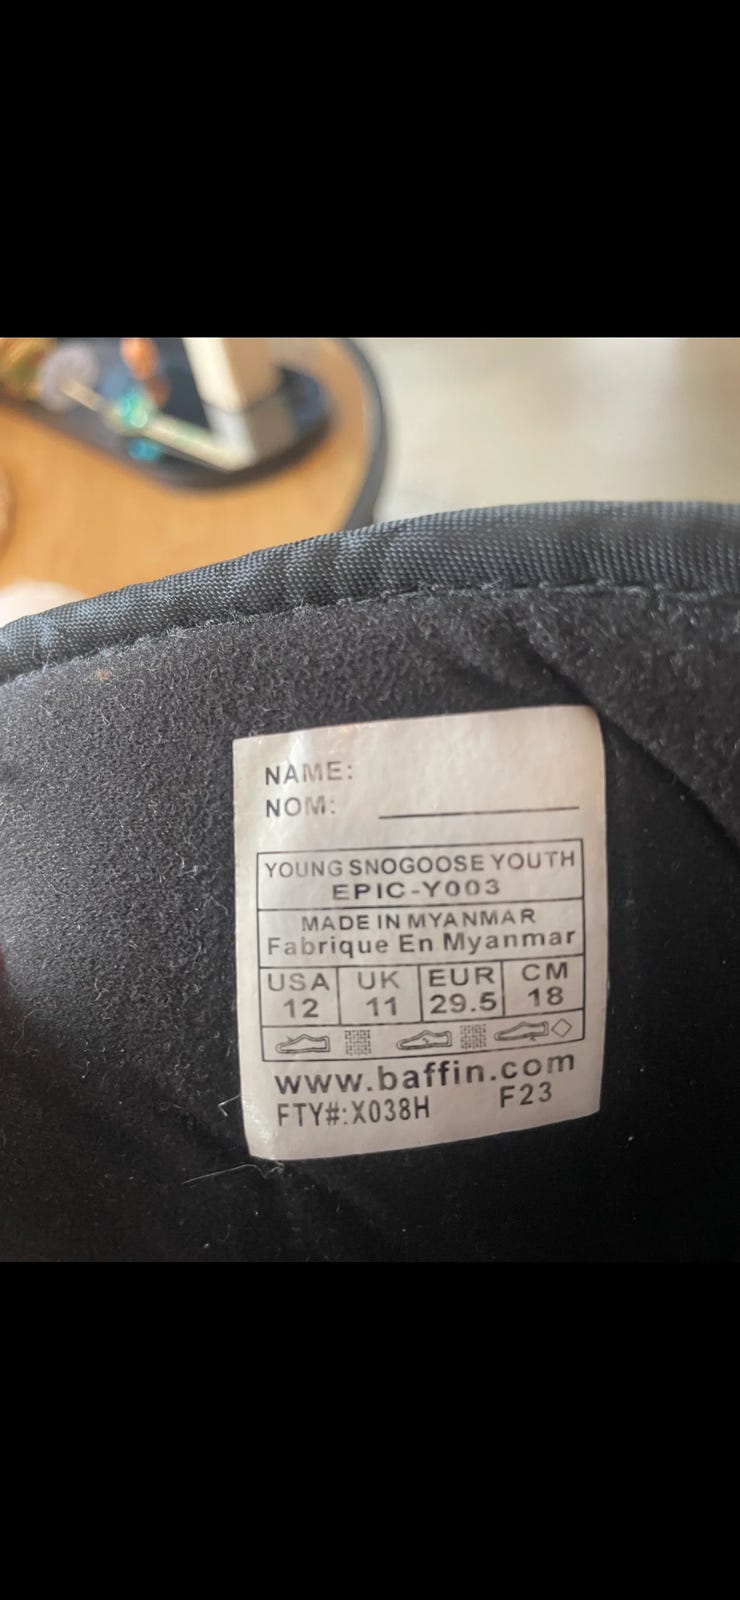 NAME:
NOM:
YOUNG SNOGOOSE YOUTH
EPIC-Y003
MADE IN MYANMAR
Fabrique En Myanmar
USA UK EUR CM
12 11 29.5 18
www.baffin.com
FTY#:X038H F23